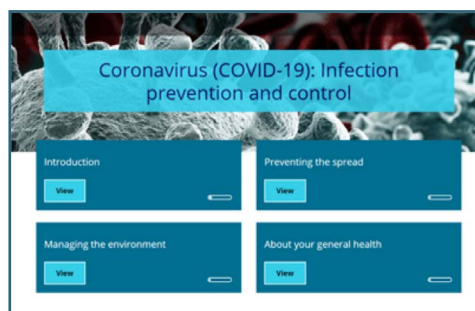 Coronavirus (COVID-19): Infection
prevention and control
Introduction
View
Preventing the spread
View
Managing the environment
View
About your general health
View